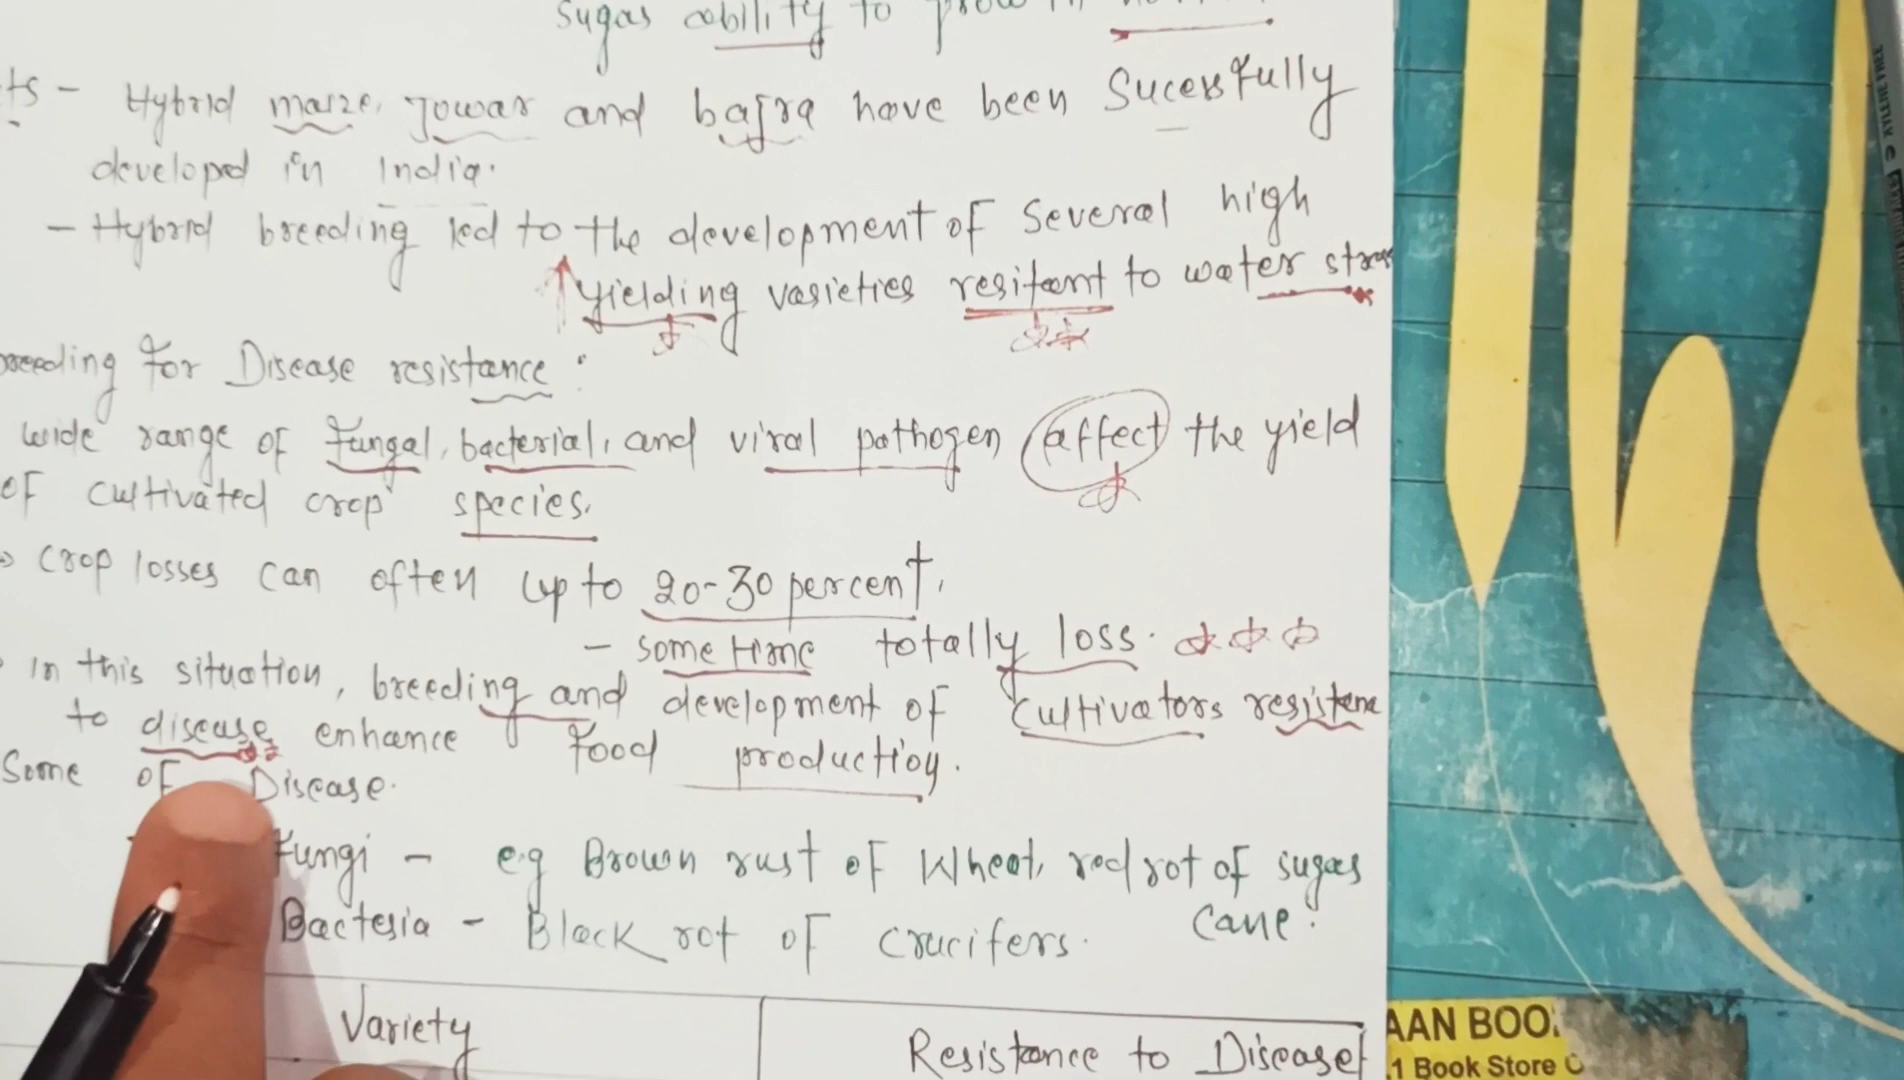 Sugar ability to grow in
ts - Hybrid maize, Jowar and bajra have been Sucessfully
developed in India.
- Hybrid breeding led to the development of several high
yielding varieties resitant to water stress
breeding for Disease resistance :
wide range of fungal, bacterial, and viral pathogen affect the yield
of cultivated crop species.
crop losses can often up to 20-30 percent.
- some time totally loss.
In this situation, breeding and development of cultivators resistene
to disease enhance food production.
Some of Disease.
Fungi - e.g Brown rust of Wheat, red rot of sugar
cane.
Bacteria - Black rot of crucifers.
Variety
Resistance to Disease
AAN BOO
.1 Book Store